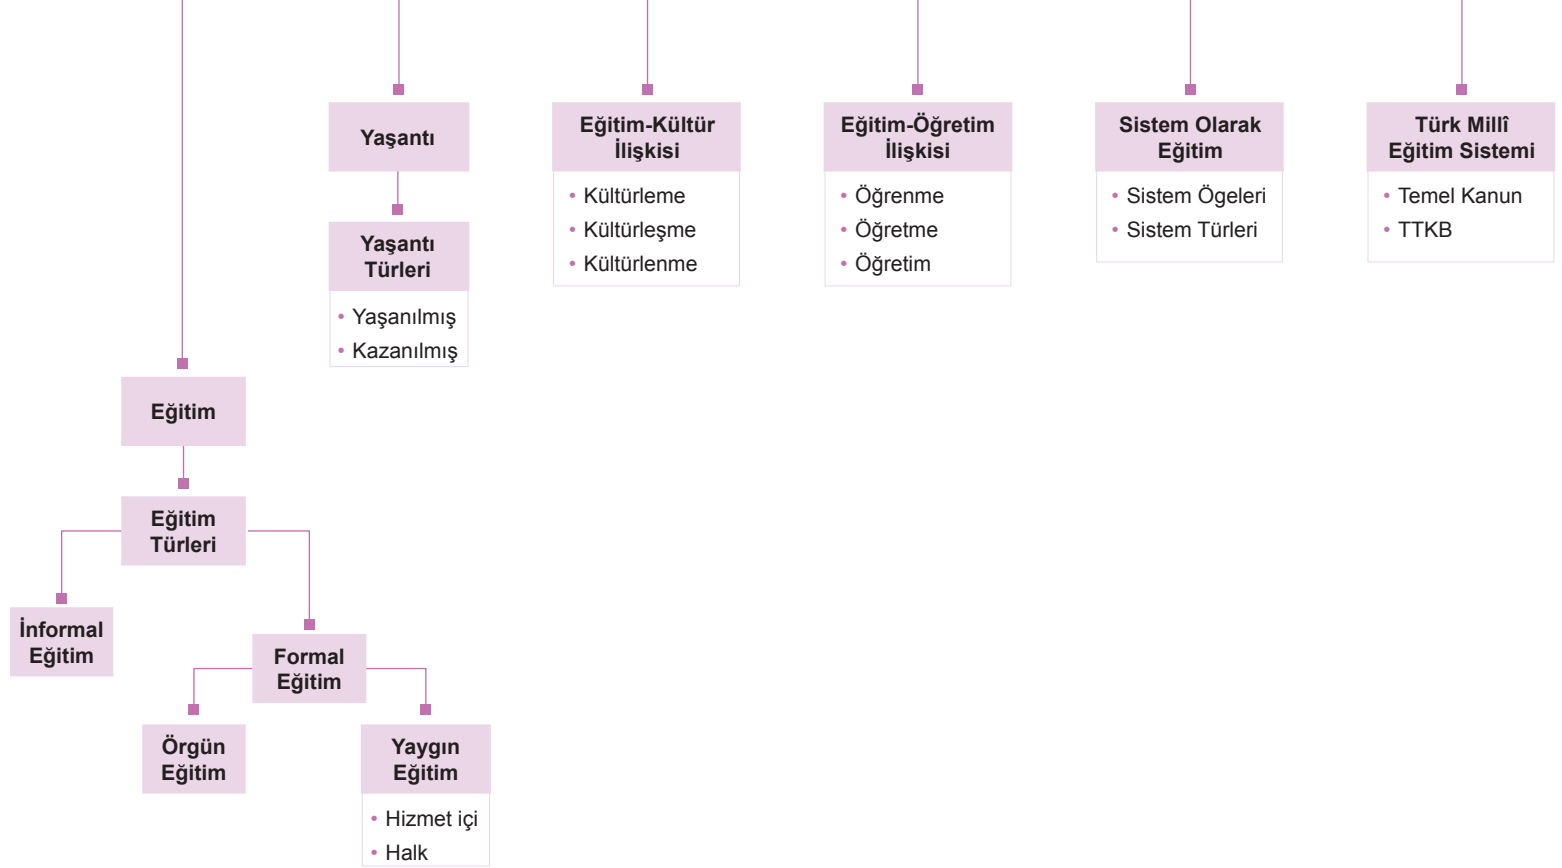 Yaşantı
Yaşantı
Türleri
• Yaşanılmış
• Kazanılmış
Eğitim-Kültür
İlişkisi
• Kültürleme
• Kültürleşme
• Kültürlenme
Eğitim-Öğretim
İlişkisi
• Öğrenme
• Öğretme
• Öğretim
Sistem Olarak
Eğitim
• Sistem Ögeleri
• Sistem Türleri
Türk Millî
Eğitim Sistemi
• Temel Kanun
• TTKB
Eğitim
Eğitim
Türleri
İnformal
Eğitim
Formal
Eğitim
Örgün
Eğitim
Yaygın
Eğitim
• Hizmet içi
• Halk